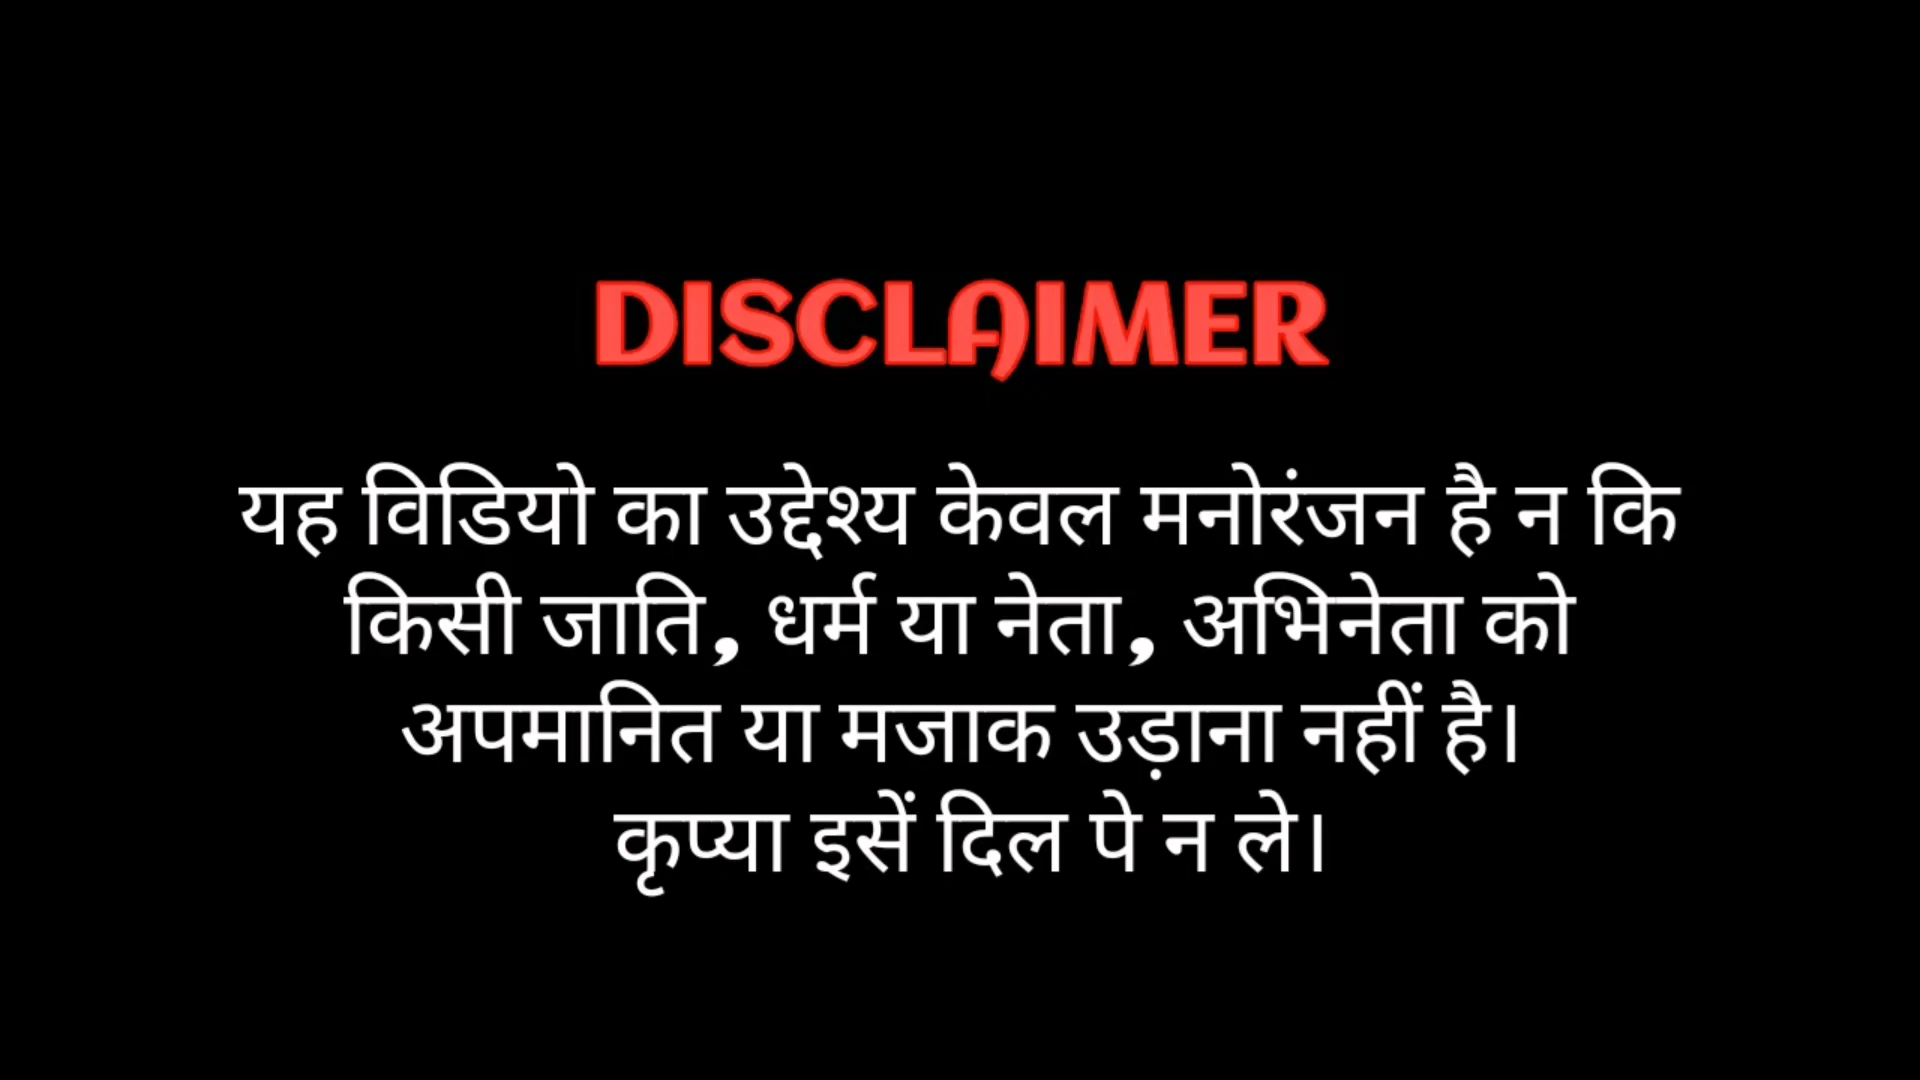 DISCLAIMER
यह विडियो का उद्देश्य केवल मनोरंजन है न कि
किसी जाति, धर्म या नेता, अभिनेता को
अपमानित या मजाक उड़ाना नहीं है।
कृप्या इसें दिल पे न ले।